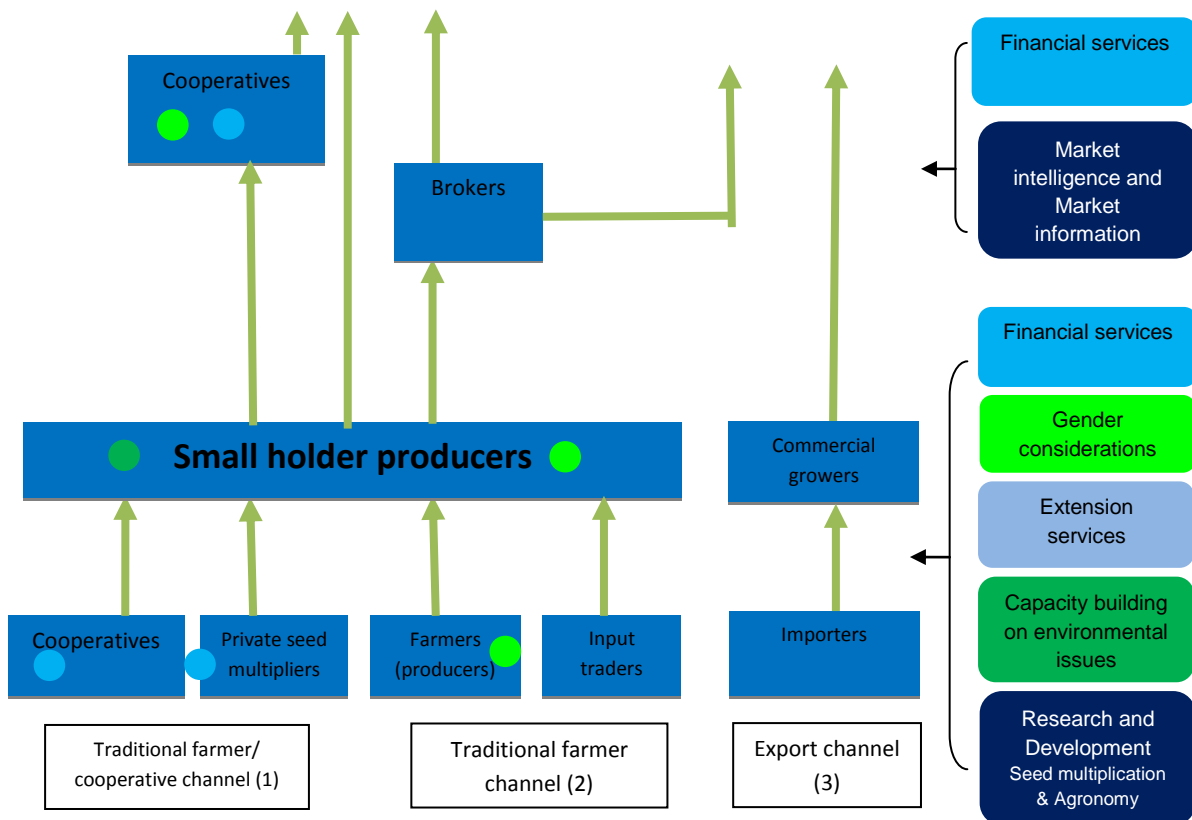 Cooperatives
Brokers
Financial services
Market
intelligence and
Market
information
Small holder producers
Commercial
growers
Financial services
Gender
considerations
Extension
services
Capacity building
on environmental
issues
Research and
Development
Seed multiplication
& Agronomy
Cooperatives
Private seed
multipliers
Farmers
(producers)
Input
traders
Importers
Traditional farmer/
cooperative channel (1)
Traditional farmer
channel (2)
Export channel
(3)